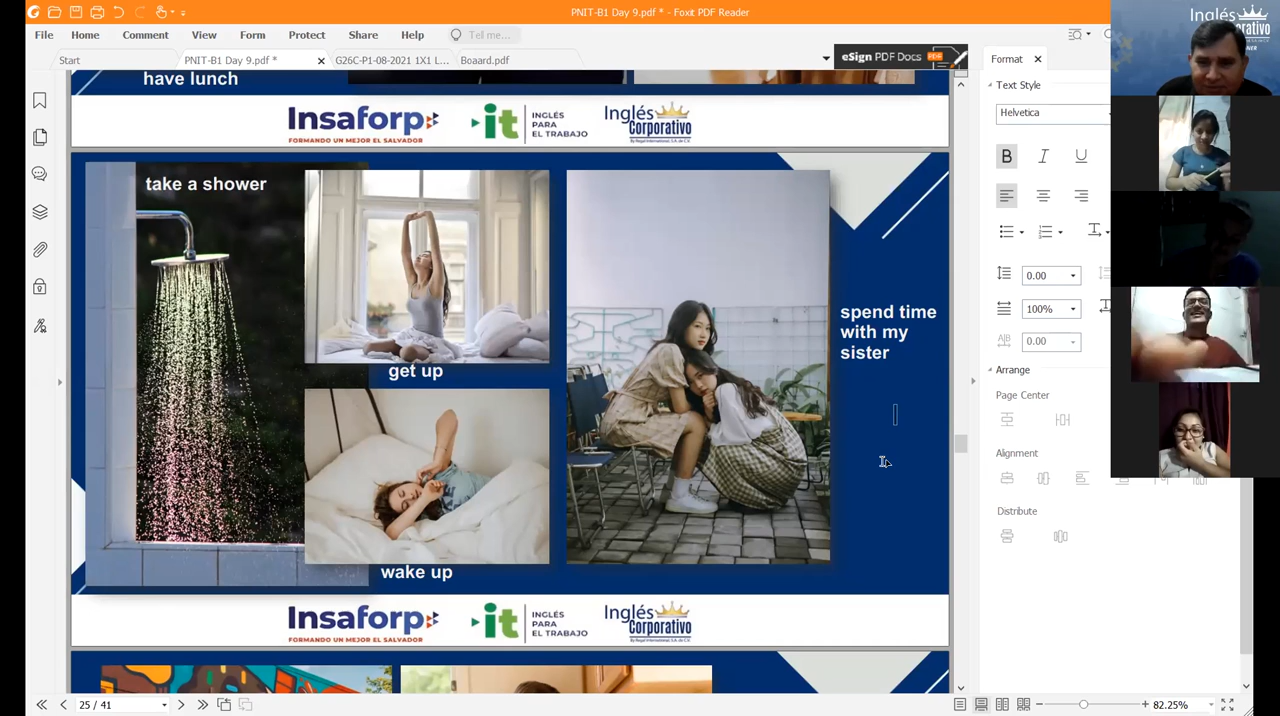 PNIT-B1 Day 9.pdf * - Foxit PDF Reader
File Home Comment View Form Protect Share Help Tell me...
Start PNIT-B1 Day 9.pdf * G26C-P1-08-2021 1X1 L... Boaard.pdf
eSign PDF Docs
have lunch
Insaforp
FORMANDO UN MEJOR EL SALVADOR
it INGLÉS PARA EL TRABAJO
Inglés Corporativo
take a shower
get up
wake up
spend time
with my
sister
Insaforp
FORMANDO UN MEJOR EL SALVADOR
it INGLÉS PARA EL TRABAJO
Inglés Corporativo
25 / 41
82.25%
Format
Text Style
Helvetica
B I U
0.00
100%
0.00
Arrange
Page Center
Alignment
Distribute
Inglés
Corporativo